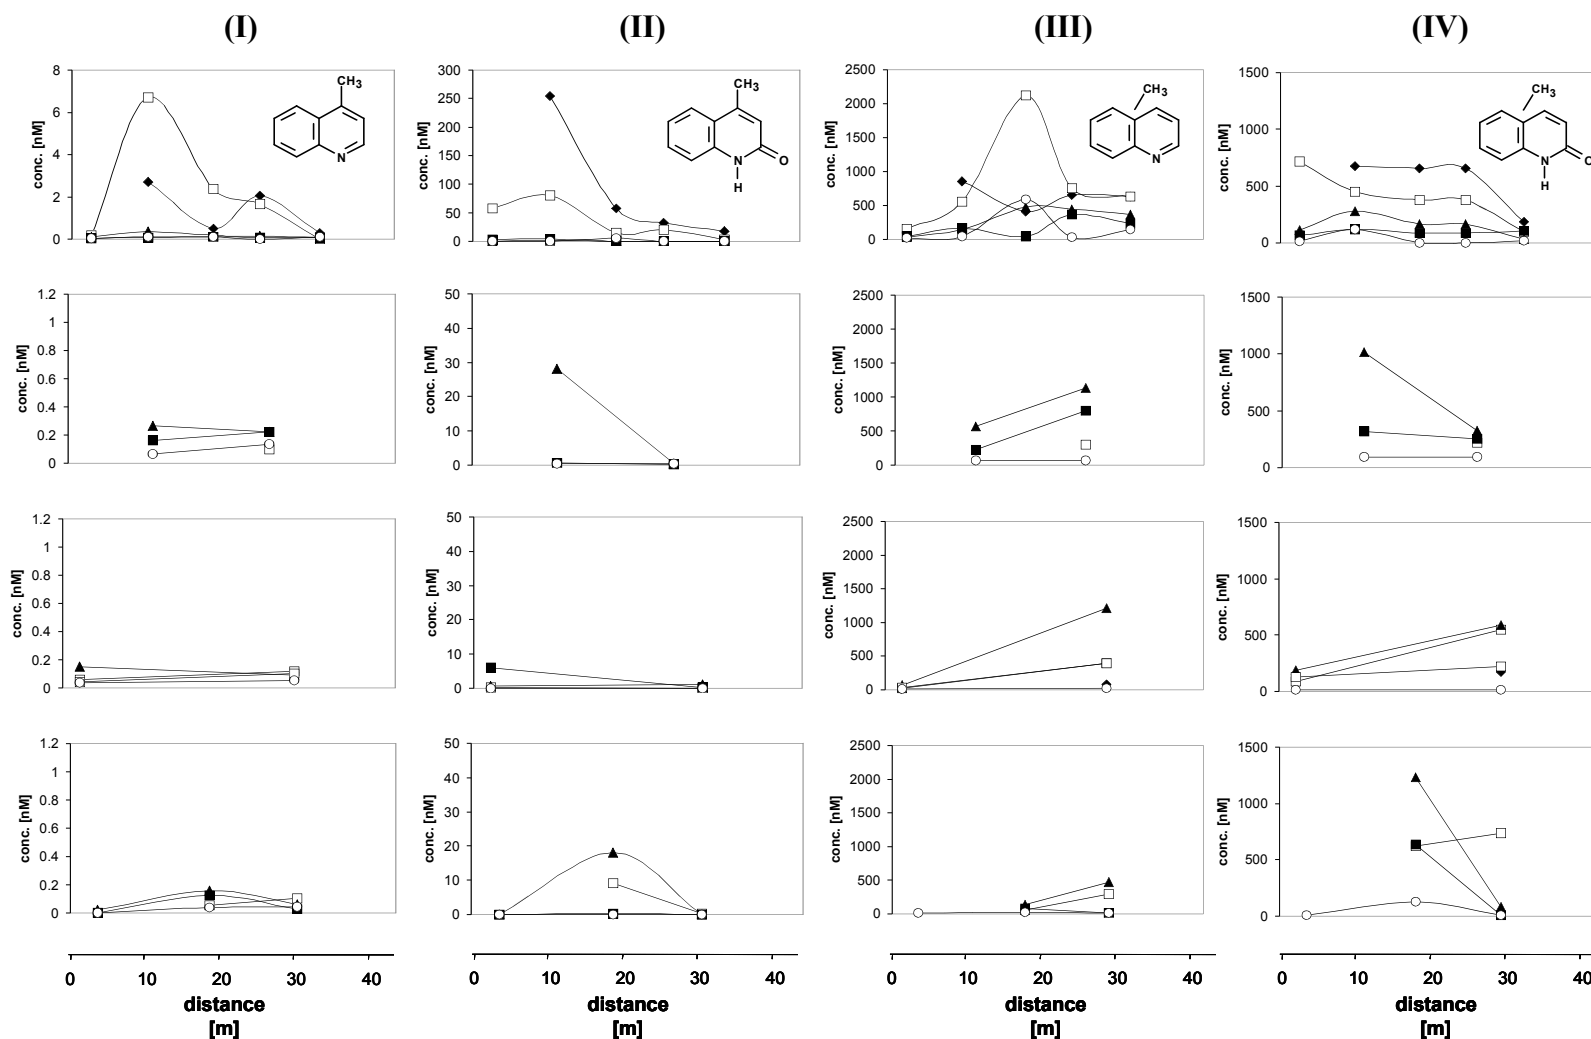 (I) (II) (III) (IV)
8 300 2500 1500
6 250 2000 1000
4 200 1500 500
2 150 1000 0
0 100 500
50 0
0
conc. [nM] conc. [nM] conc. [nM] conc. [nM]
CH3 CH3 CH3 CH3
N N O N N O
H H
1.2 50 2500 1500
1 40 2000 1000
0.8 30 1500 500
0.6 20 1000 0
0.4 10 500
0.2 0 0
0
conc. [nM] conc. [nM] conc. [nM] conc. [nM]
1.2 50 2500 1500
1 40 2000 1000
0.8 30 1500 500
0.6 20 1000 0
0.4 10 500
0.2 0 0
0
conc. [nM] conc. [nM] conc. [nM] conc. [nM]
1.2 50 2500 1500
1 40 2000 1000
0.8 30 1500 500
0.6 20 1000 0
0.4 10 500
0.2 0 0
0
conc. [nM] conc. [nM] conc. [nM] conc. [nM]
0 10 20 30 40 0 10 20 30 40 0 10 20 30 40 0 10 20 30 40
distance distance distance distance
[m] [m] [m] [m]